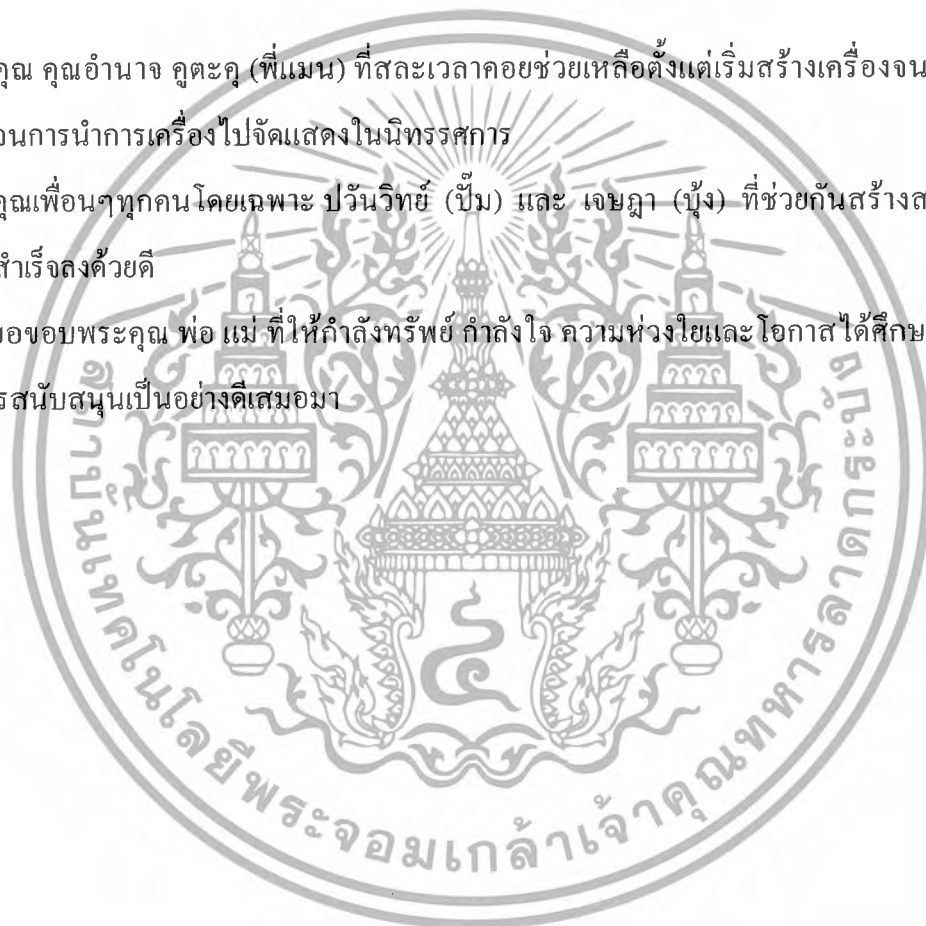 คุณ คุณอำนาจ คูตะคุ (พี่แมน) ที่สละเวลาคอยช่วยเหลือตั้งแต่เริ่มสร้างเครื่องจน
จนการนำการเครื่องไปจัดแสดงในนิทรรศการ
คุณเพื่อนๆทุกคนโดยเฉพาะ ปวันวิทย์ (ปั๊ม) และ เจษฎา (บุ้ง) ที่ช่วยกันสร้างส
สำเร็จลงด้วยดี
ขอขอบพระคุณ พ่อ แม่ ที่ให้กำลังทรัพย์ กำลังใจ ความห่วงใยและโอกาสได้ศึกษ
รสนับสนุนเป็นอย่างดีเสมอมา
สถาบันเทคโนโลยีพระจอมเกล้าเจ้าคุณทหารลาดกระบัง
๔